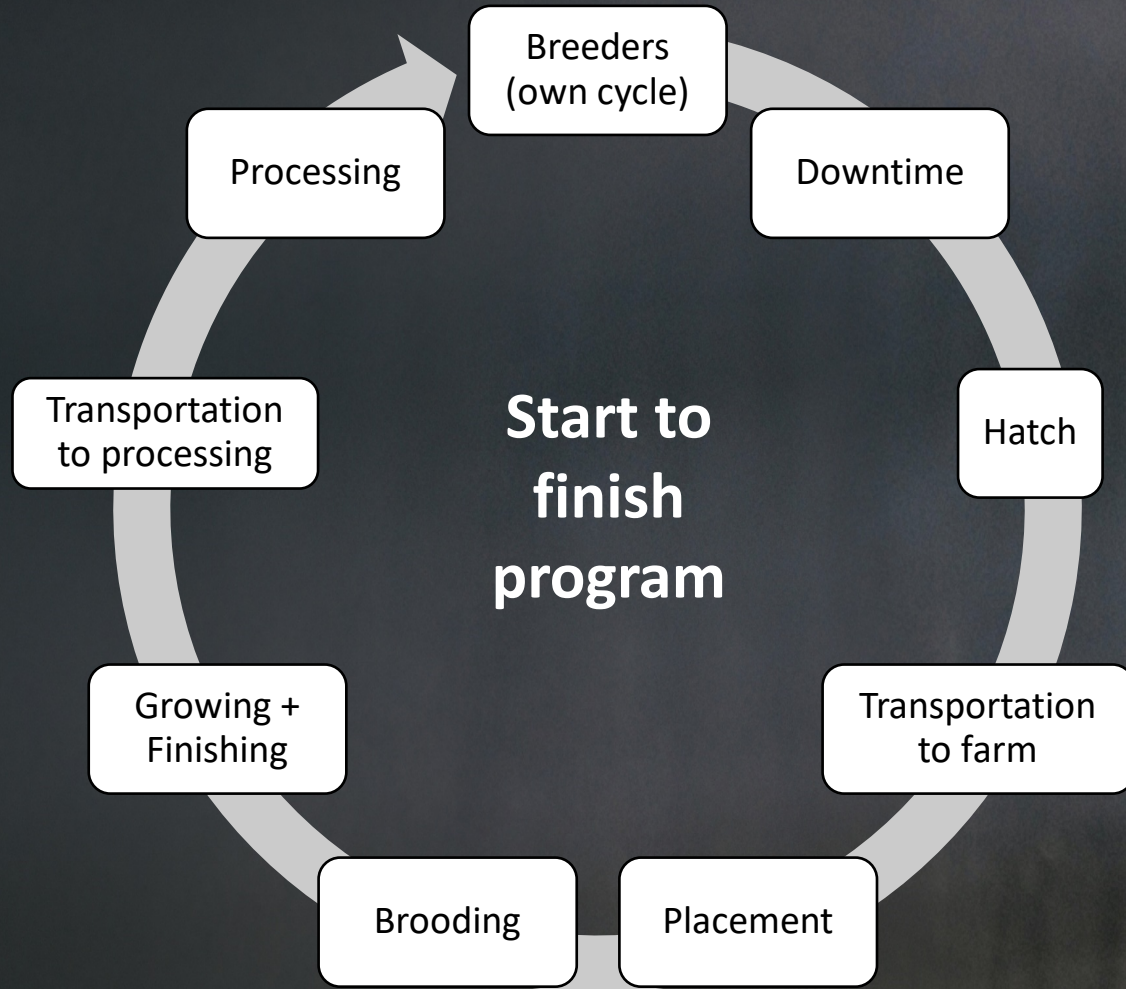 Breeders
(own cycle)
Downtime
Hatch
Transportation
to farm
Placement
Brooding
Growing +
Finishing
Transportation
to processing
Processing
Start to
finish
program